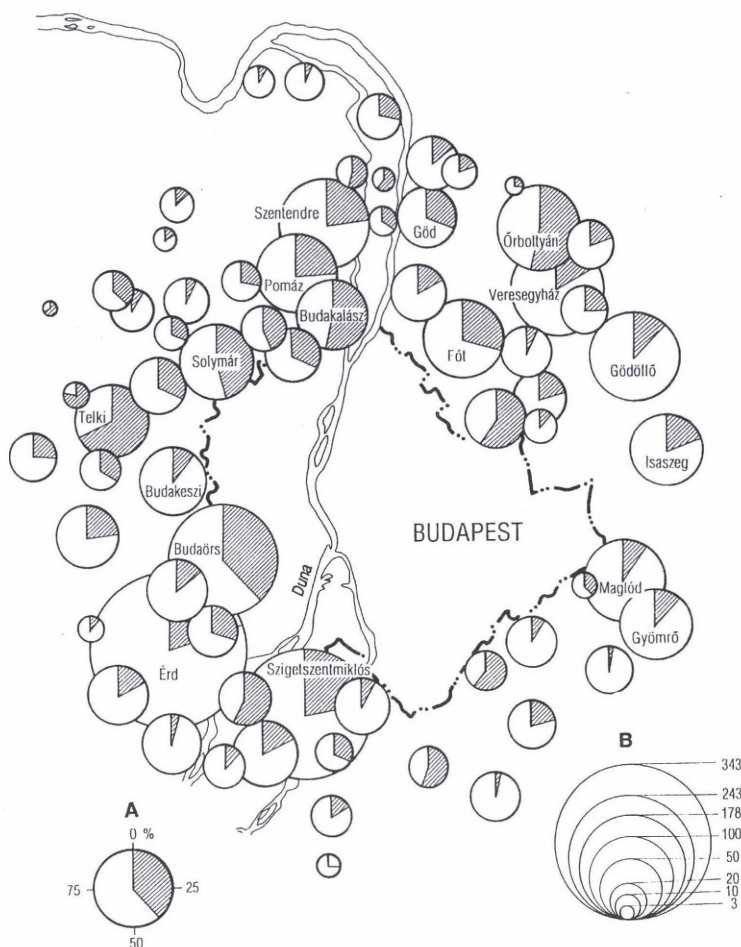 Szentendre
Göd
Őrbottyán
Pomáz
Veresegyház
Budakalász
Fót
Solymár
Gödöllő
Telki
Isaszeg
Budakeszi
BUDAPEST
Budaörs
Duna
Maglód
Gyömrő
Érd
Szigetszentmiklós
A
0 %
75
25
50
B
343
243
178
100
50
20
10
3